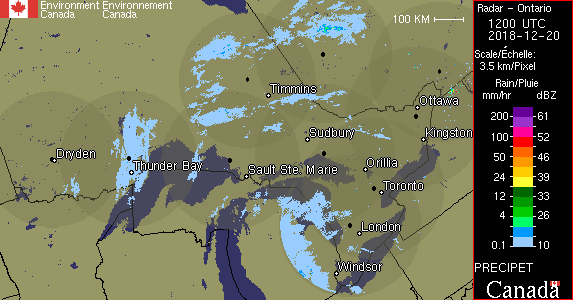 Environment Environnement
Canada Canada
100 KM
Radar - Ontario
1200 UTC
2018-12-20
Scale/Échelle:
3.5 km/Pixel
Rain/Pluie
mm/hr dBZ
200 61
100 52
50 46
24 39
12 33
4 26
0.1 10
PRECIPET
Canada
Timmins
Ottawa
Sudbury
Kingston
Dryden
Thunder Bay
Sault Ste. Marie
Orillia
Toronto
London
Windsor